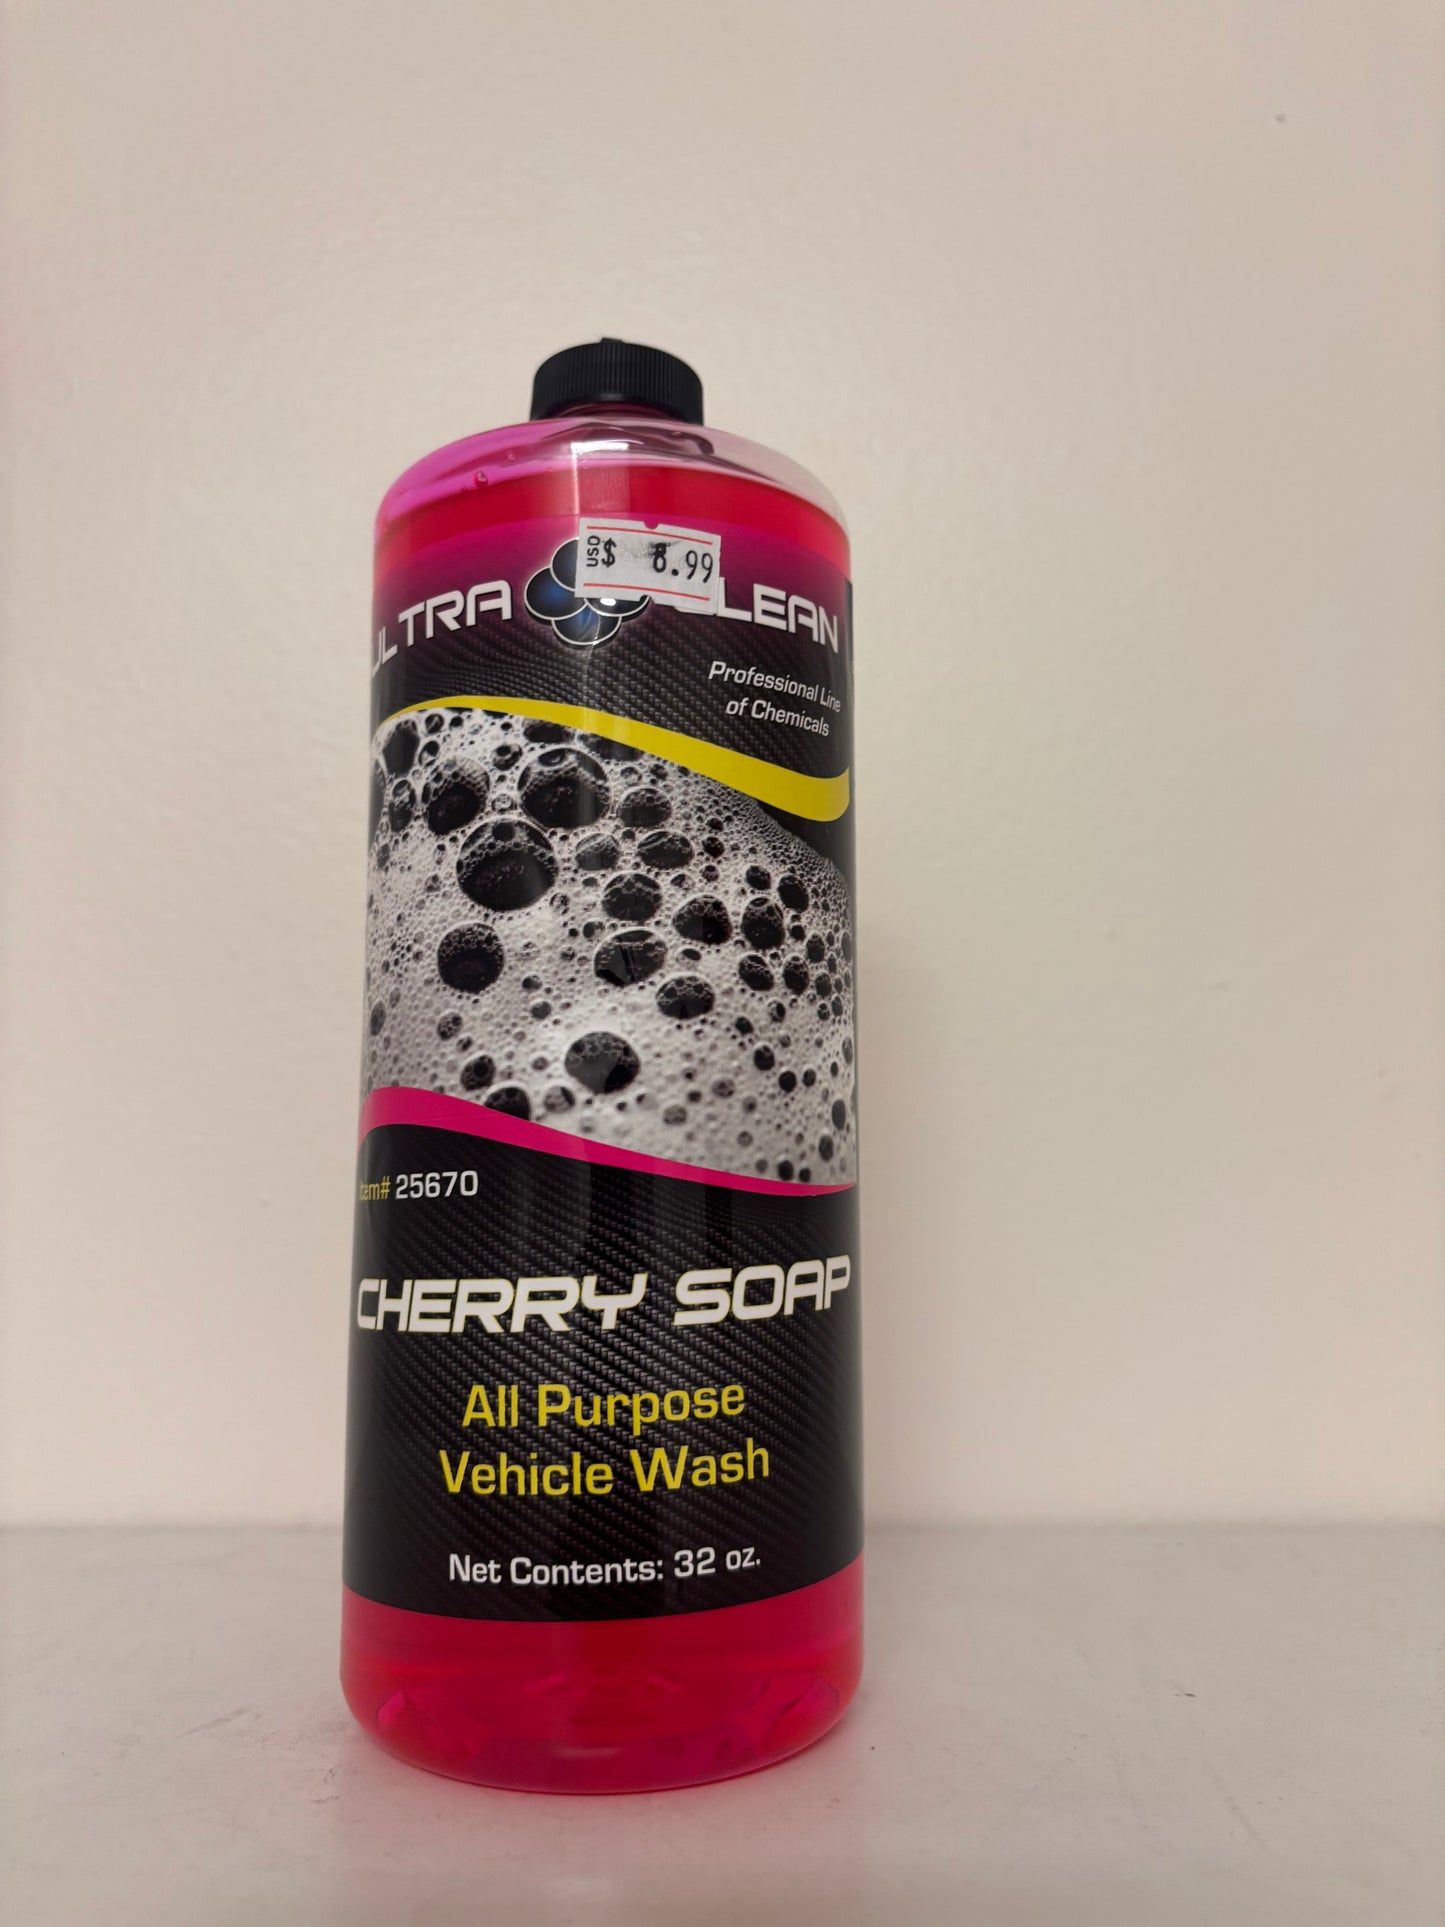 USD $ 8.99
ULTRA CLEAN
Professional Line
of Chemicals
Item# 25670
CHERRY SOAP
All Purpose
Vehicle Wash
Net Contents: 32 oz.